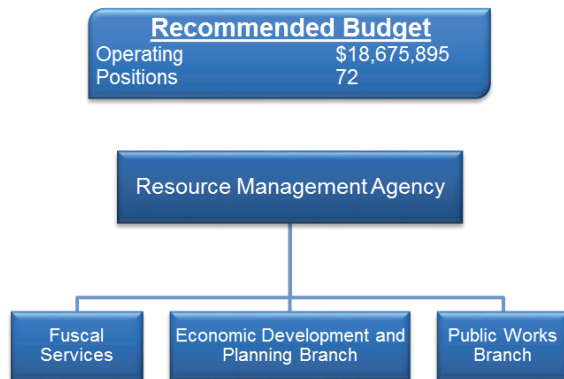 Recommended Budget
Operating $18,675,895
Positions 72
Resource Management Agency
Fuscal
Services
Economic Development and
Planning Branch
Public Works
Branch